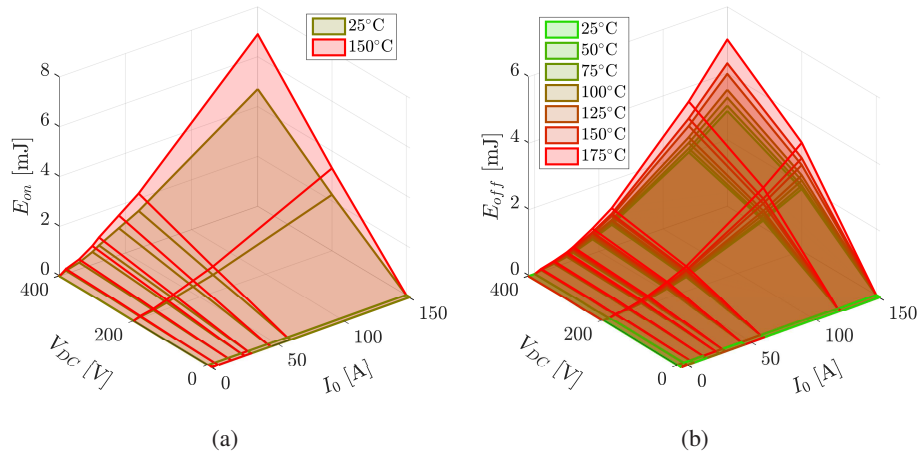 25°C
150°C
8
6
4
2
0
E_on [mJ]
400
200
0
V_DC [V]
0
50
100
150
I_0 [A]
(a)
25°C
50°C
75°C
100°C
125°C
150°C
175°C
6
4
2
0
E_off [mJ]
400
200
0
V_DC [V]
0
50
100
150
I_0 [A]
(b)